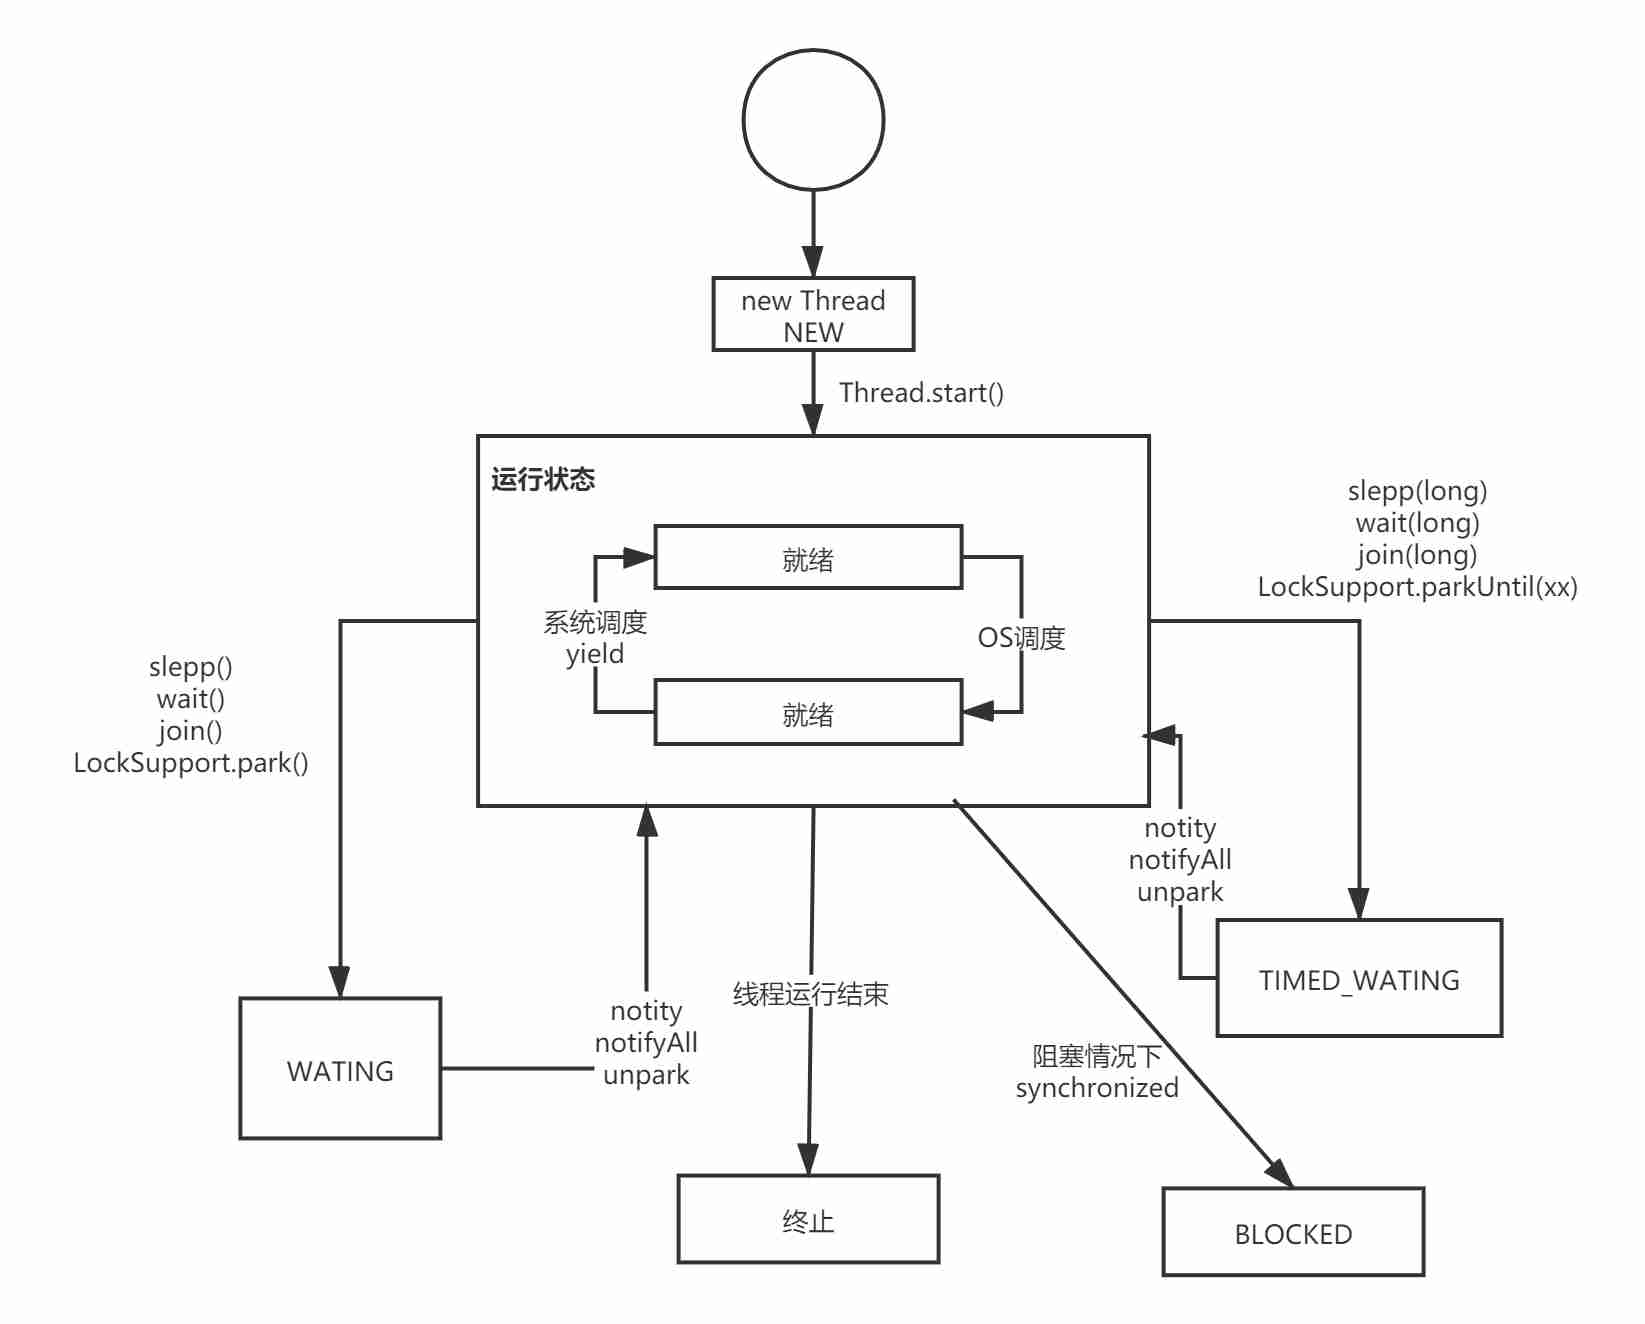 new Thread
NEW
Thread.start()
运行状态
就绪
系统调度
yield
OS调度
就绪
slepp(long)
wait(long)
join(long)
LockSupport.parkUntil(xx)
slepp()
wait()
join()
LockSupport.park()
notity
notifyAll
unpark
TIMED_WATING
WATING
notity
notifyAll
unpark
线程运行结束
阻塞情况下
synchronized
终止
BLOCKED